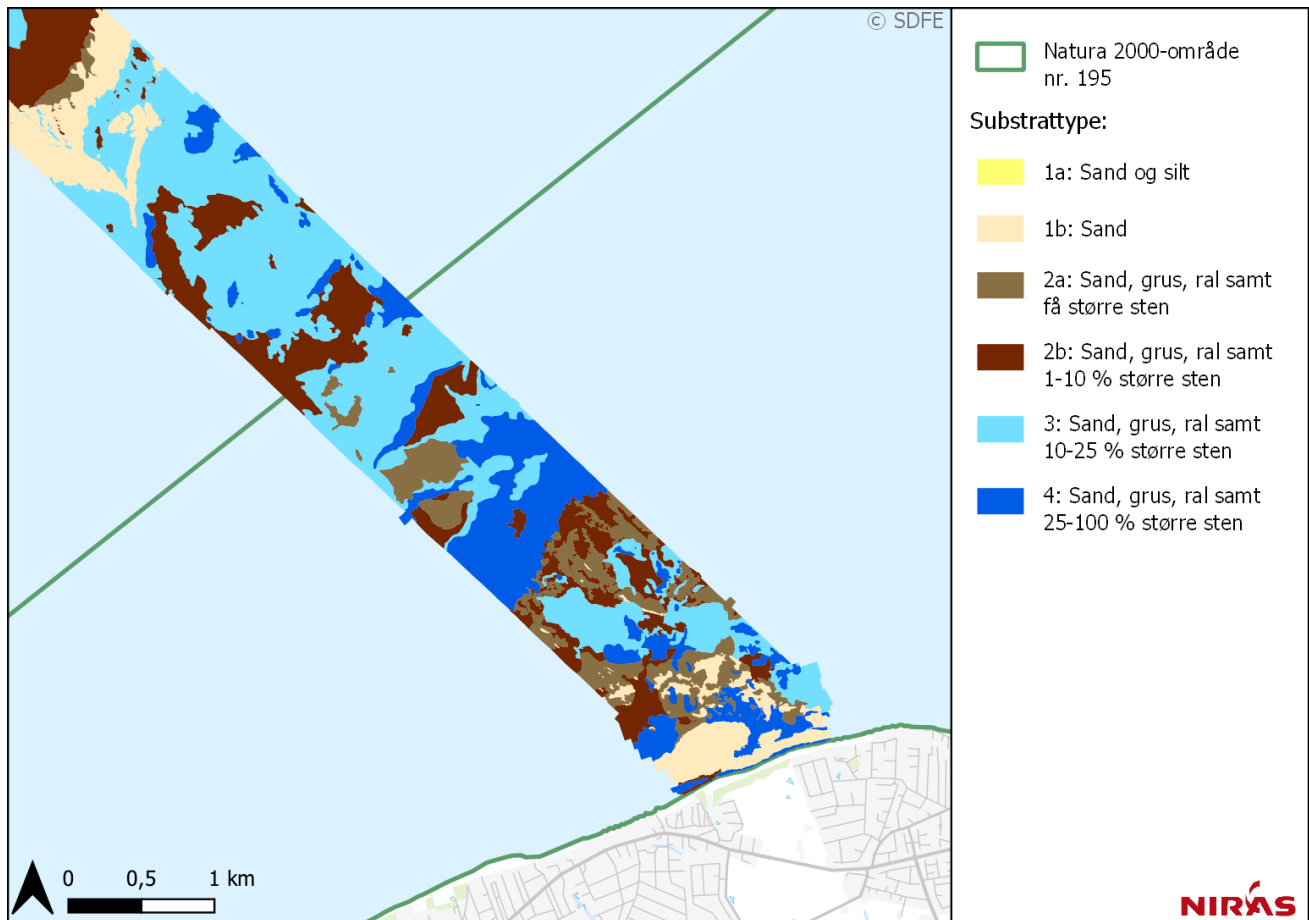 © SDFE
Natura 2000-område
nr. 195
Substrattype:
1a: Sand og silt
1b: Sand
2a: Sand, grus, ral samt
få større sten
2b: Sand, grus, ral samt
1-10 % større sten
3: Sand, grus, ral samt
10-25 % større sten
4: Sand, grus, ral samt
25-100 % større sten
0 0,5 1 km
NIRAS